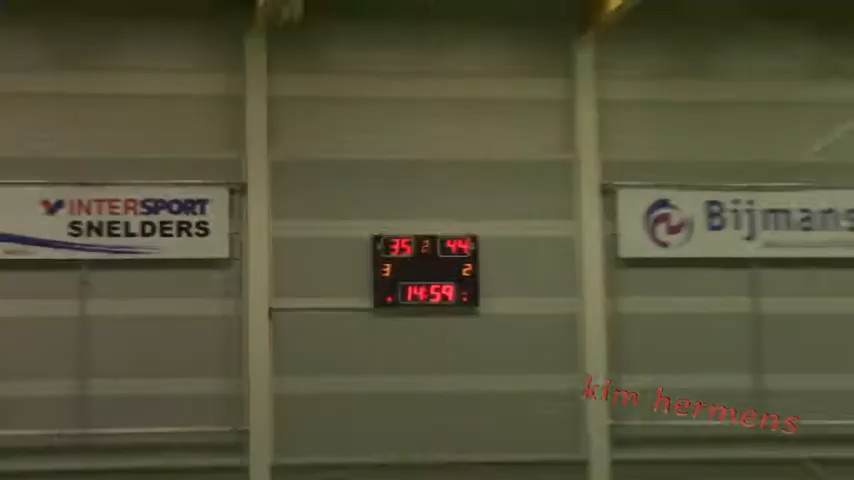 INTERSPORT
SNELDERS
35 2 44
3 2
14:59
Bijmans
kim hermens